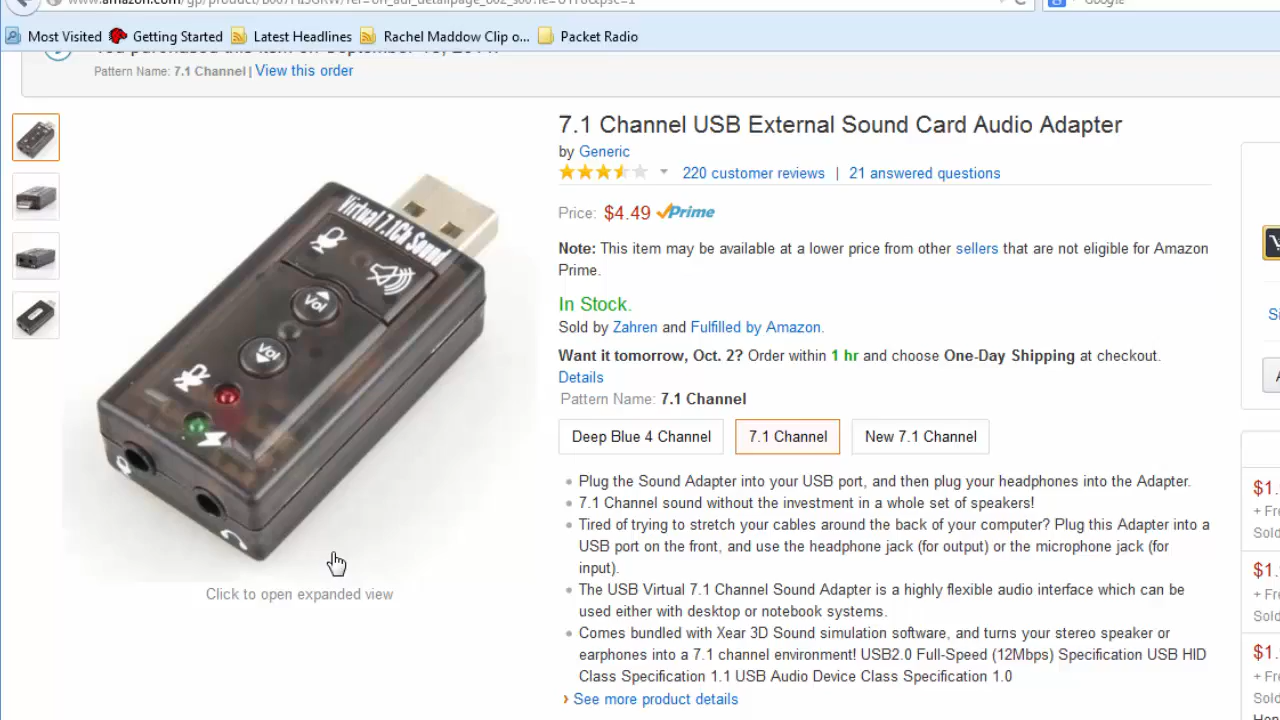 Google
Most Visited Getting Started Latest Headlines Rachel Maddow Clip o... Packet Radio
Pattern Name: 7.1 Channel | View this order
7.1 Channel USB External Sound Card Audio Adapter
by Generic
220 customer reviews | 21 answered questions
Price: $4.49 Prime
Note: This item may be available at a lower price from other sellers that are not eligible for Amazon
Prime.
In Stock.
Sold by Zahren and Fulfilled by Amazon.
Want it tomorrow, Oct. 2? Order within 1 hr and choose One-Day Shipping at checkout.
Details
Pattern Name: 7.1 Channel
Deep Blue 4 Channel 7.1 Channel New 7.1 Channel
Plug the Sound Adapter into your USB port, and then plug your headphones into the Adapter.
7.1 Channel sound without the investment in a whole set of speakers!
Tired of trying to stretch your cables around the back of your computer? Plug this Adapter into a
USB port on the front, and use the headphone jack (for output) or the microphone jack (for
input).
The USB Virtual 7.1 Channel Sound Adapter is a highly flexible audio interface which can be
used either with desktop or notebook systems.
Comes bundled with Xear 3D Sound simulation software, and turns your stereo speaker or
earphones into a 7.1 channel environment! USB2.0 Full-Speed (12Mbps) Specification USB HID
Class Specification 1.1 USB Audio Device Class Specification 1.0
› See more product details
Virtual 7.1Ch Sound
Vol
Vol
Click to open expanded view
$1.
+ Fre
Sold
$1.
+ Fre
Sold
$1.
+ Fre
Sold